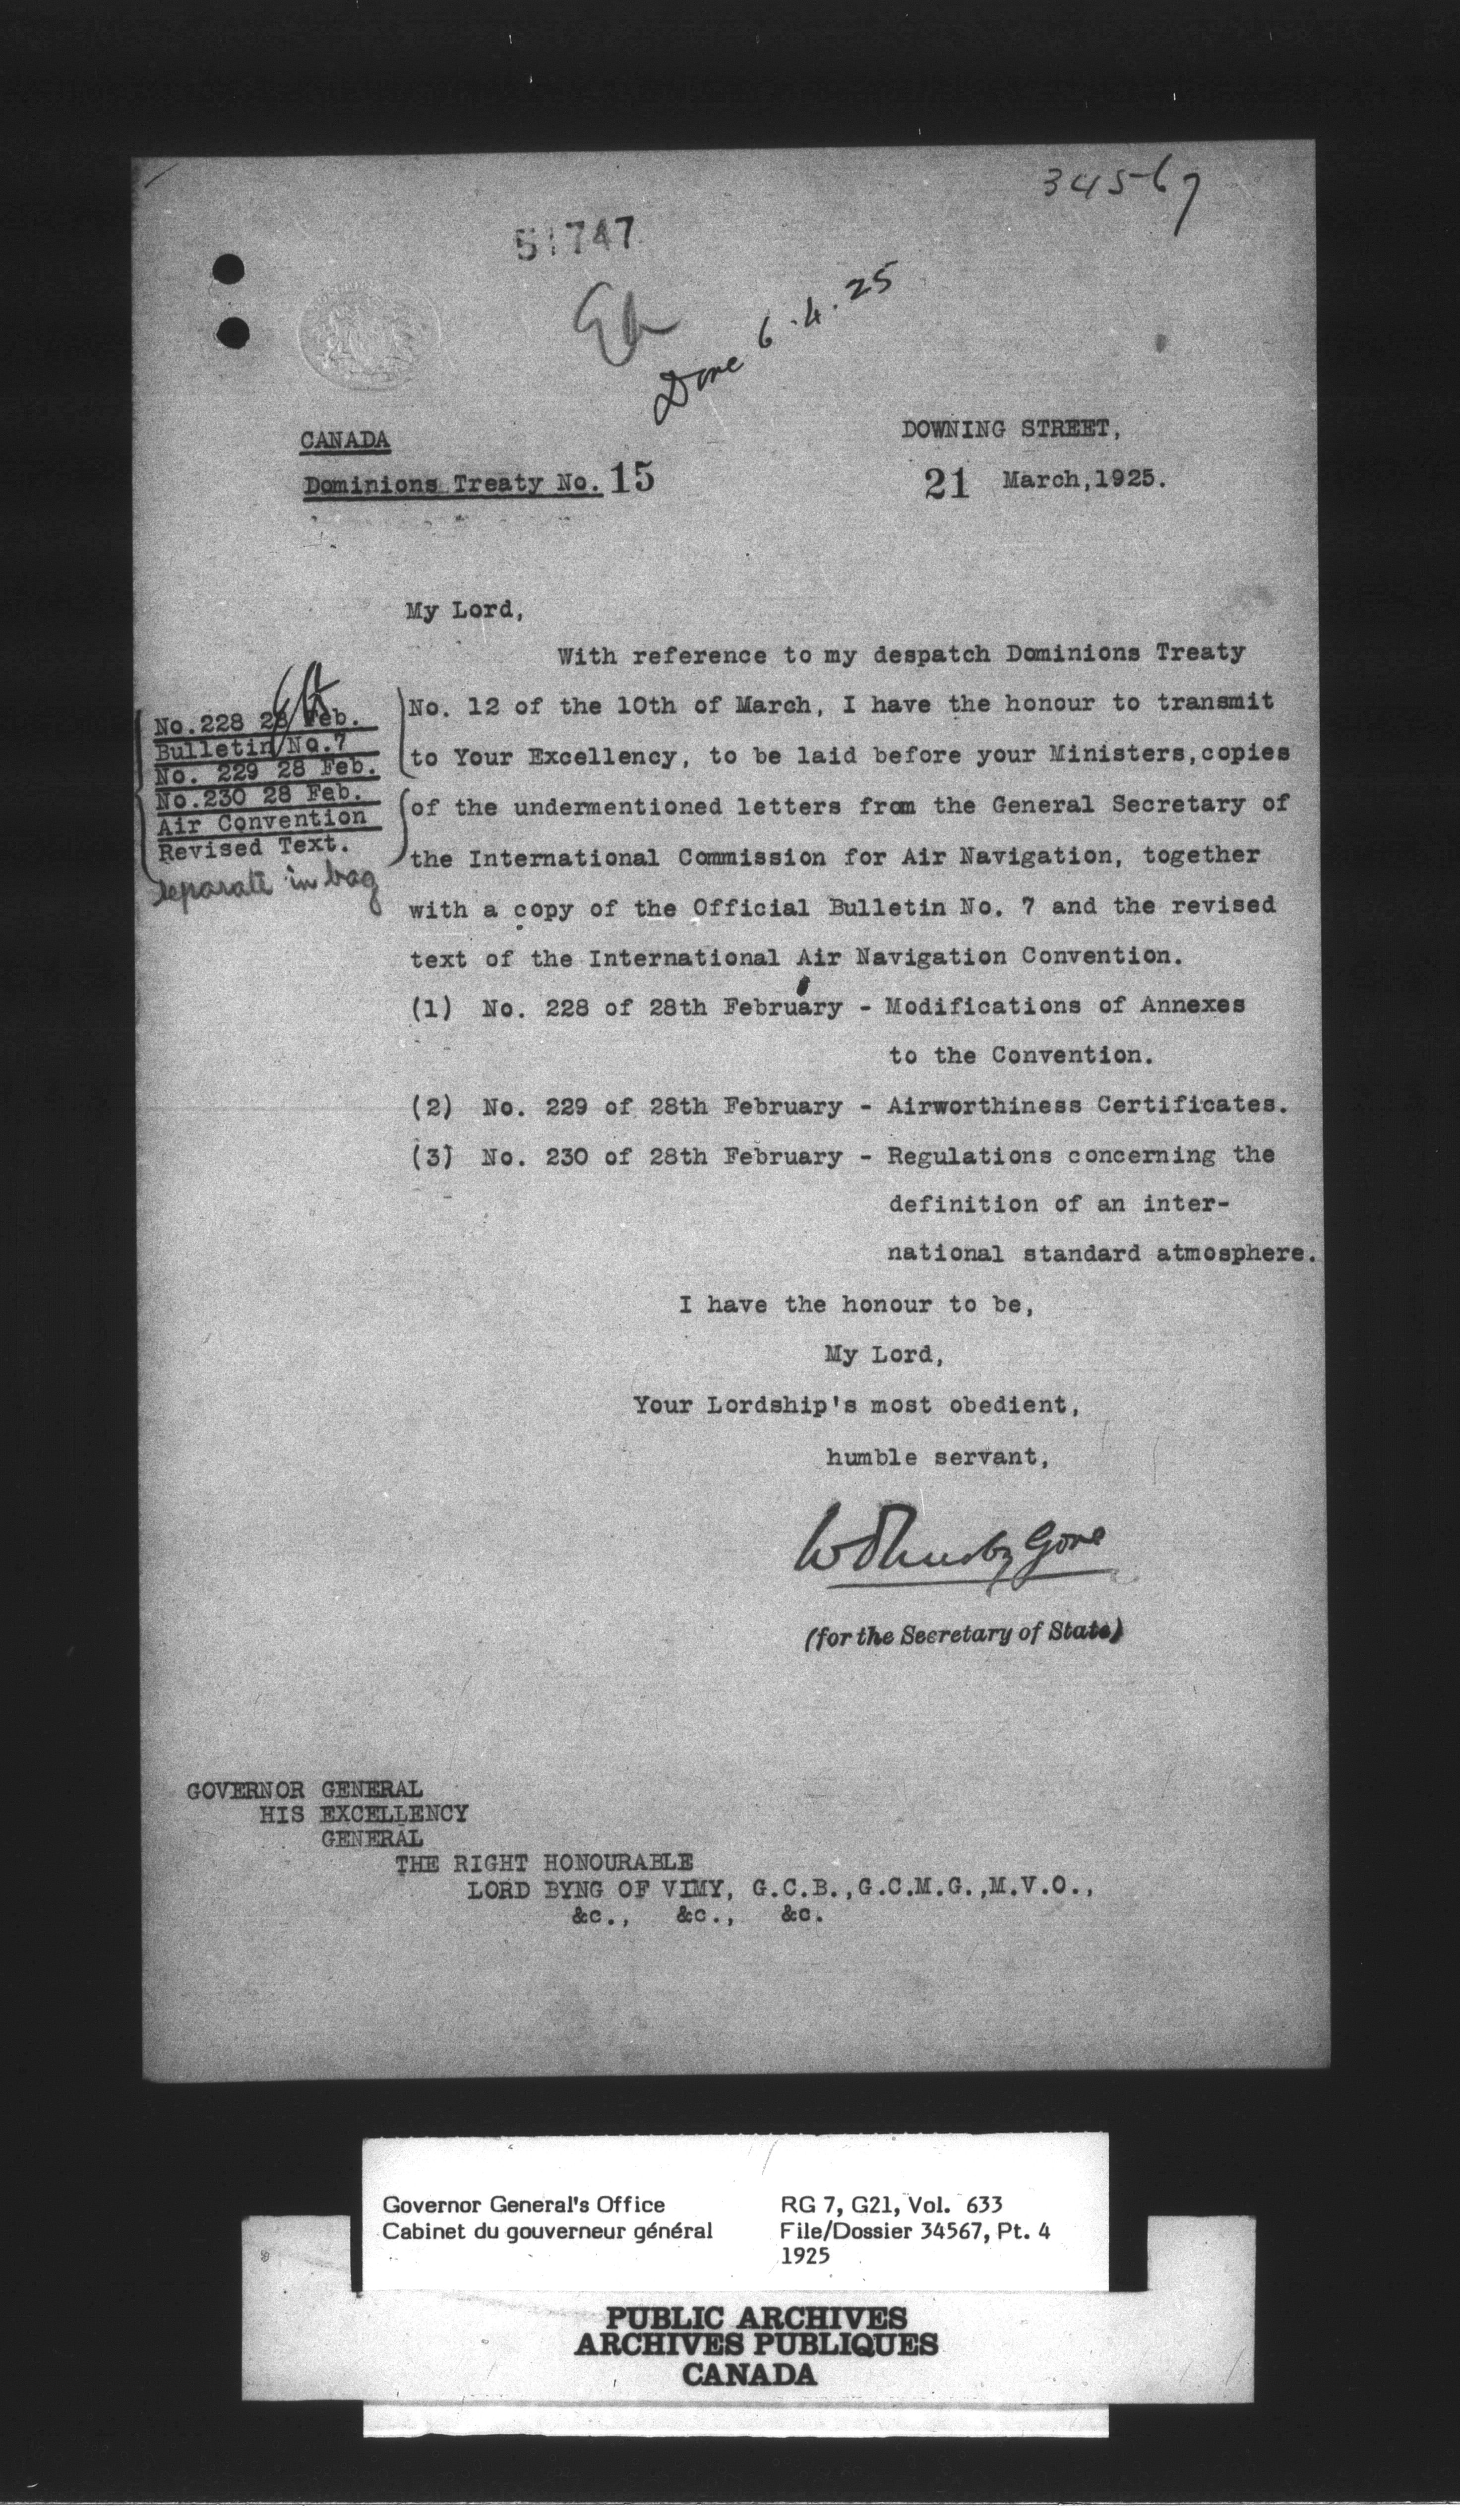 34567
51747
Done 6.4.25
CANADA
Dominions Treaty No. 15
DOWNING STREET,
21 March, 1925.
My Lord,
With reference to my despatch Dominions Treaty
No. 12 of the 10th of March, I have the honour to transmit
to Your Excellency, to be laid before your Ministers, copies
of the undermentioned letters from the General Secretary of
the International Commission for Air Navigation, together
with a copy of the Official Bulletin No. 7 and the revised
text of the International Air Navigation Convention.
No.228 28 Feb.
Bulletin No.7
No. 229 28 Feb.
No.230 28 Feb.
Air Convention
Revised Text.
separate in bag
(1) No. 228 of 28th February - Modifications of Annexes
to the Convention.
(2) No. 229 of 28th February - Airworthiness Certificates.
(3) No. 230 of 28th February - Regulations concerning the
definition of an inter-
national standard atmosphere.
I have the honour to be,
My Lord,
Your Lordship's most obedient,
humble servant,
W Ormsby Gore
(for the Secretary of State)
GOVERNOR GENERAL
HIS EXCELLENCY
GENERAL
THE RIGHT HONOURABLE
LORD BYNG OF VIMY, G.C.B.,G.C.M.G.,M.V.O.,
&c., &c., &c.
Governor General's Office
Cabinet du gouverneur général
RG 7, G21, Vol. 633
File/Dossier 34567, Pt. 4
1925
PUBLIC ARCHIVES
ARCHIVES PUBLIQUES
CANADA